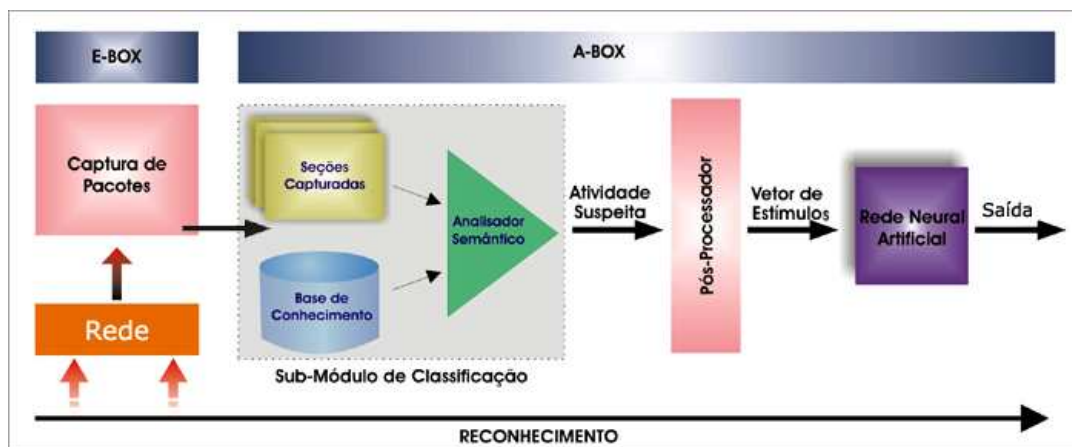 E-BOX
A-BOX
Captura de
Pacotes
Rede
Seções
Capturadas
Base de
Conhecimento
Analisador
Semântico
Sub-Módulo de Classificação
Atividade
Suspeita
Pós-Processador
Vetor de
Estímulos
Rede Neural
Artificial
Saída
RECONHECIMENTO